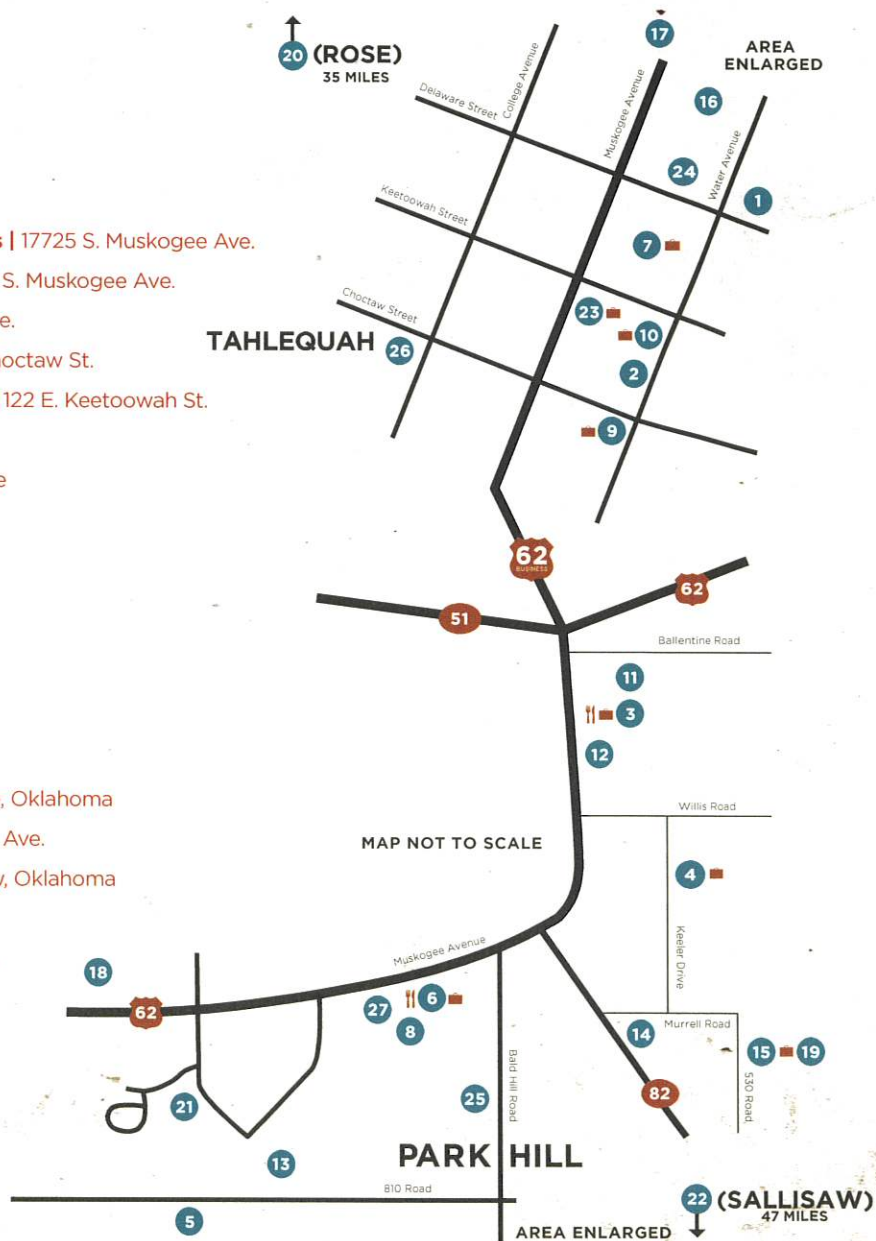 20 (ROSE)
35 MILES
17
AREA
ENLARGED
College Avenue
Delaware Street
Muskogee Avenue
16
Water Avenue
24
1
Keetoowah Street
s | 17725 S. Muskogee Ave.
7
S. Muskogee Ave.
Choctaw Street
23
10
e.
TAHLEQUAH
26
2
hoctaw St.
122 E. Keetoowah St.
9
e
62
BUSINESS
51
62
Ballentine Road
11
3
12
, Oklahoma
Willis Road
Ave.
MAP NOT TO SCALE
w, Oklahoma
4
Keeler Drive
Muskogee Avenue
18
62
27
6
8
Murrell Road
14
15
19
Bald Hill Road
530 Road
21
25
82
13
PARK HILL
810 Road
5
22 (SALLISAW)
47 MILES
AREA ENLARGED